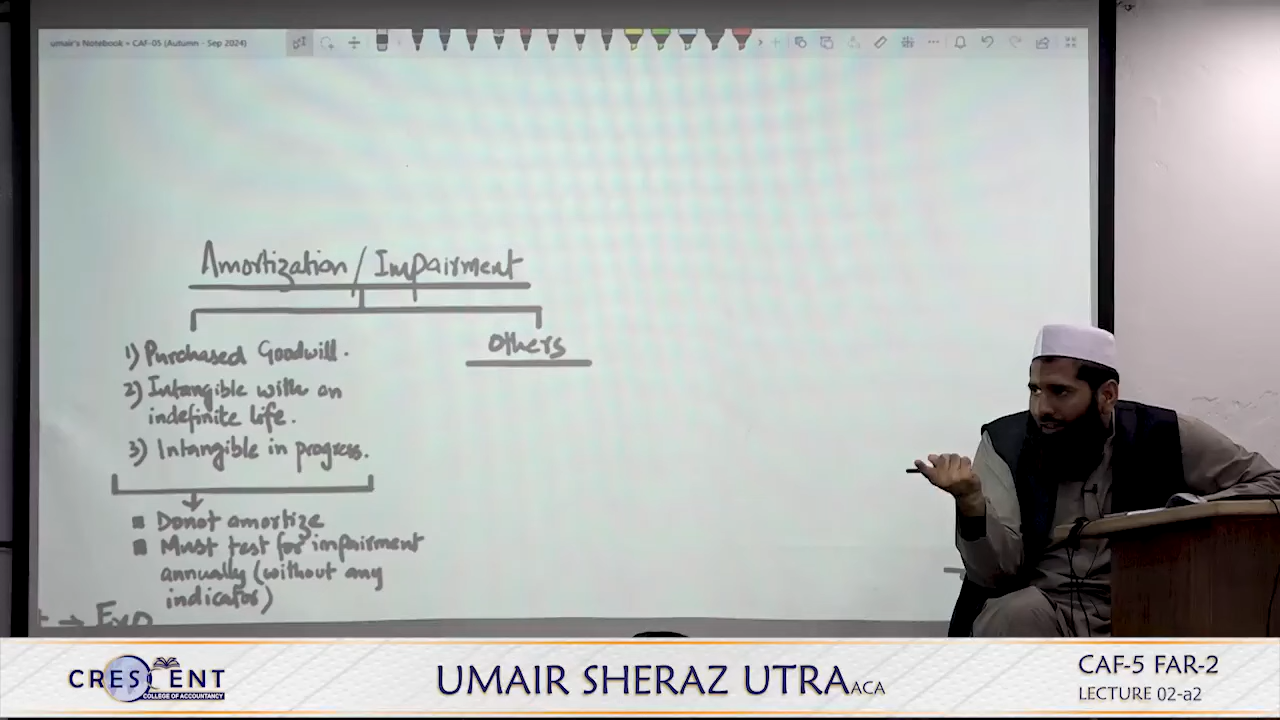 umair's Notebook » CAF-05 (Autumn - Sep 2024)
Amortization / Impairment
1) Purchased Goodwill.
2) Intangible with an
indefinite life.
3) Intangible in progress.
Others
Donot amortize
Must test for impairment
annually (without any
indicator)
CRESCENT
COLLEGE OF ACCOUNTANCY
UMAIR SHERAZ UTRA ACA
CAF-5 FAR-2
LECTURE 02-a2